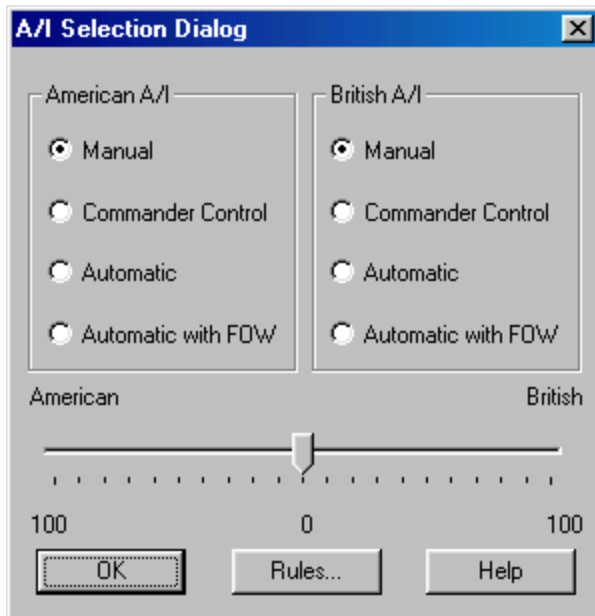 A/I Selection Dialog
American A/I
Manual
Commander Control
Automatic
Automatic with FOW
British A/I
Manual
Commander Control
Automatic
Automatic with FOW
American British
100 0 100
OK Rules... Help